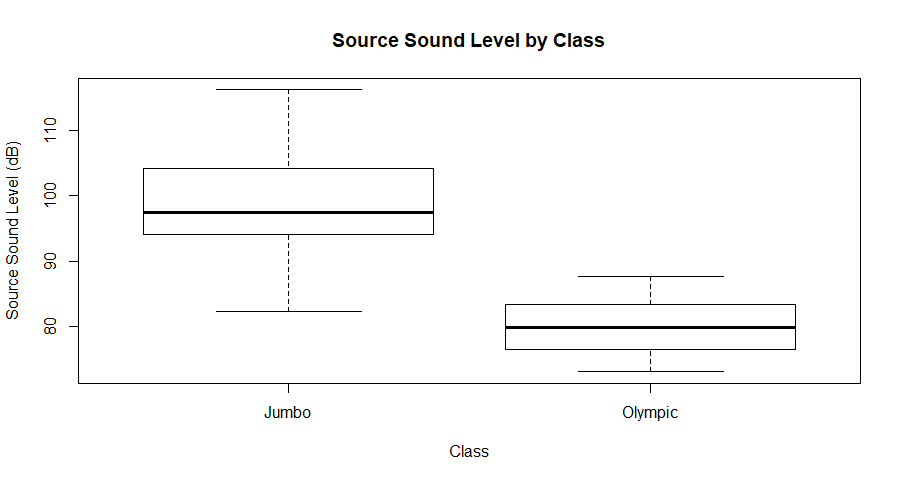 Source Sound Level by Class
Source Sound Level (dB)
110
100
90
80
Jumbo
Olympic
Class